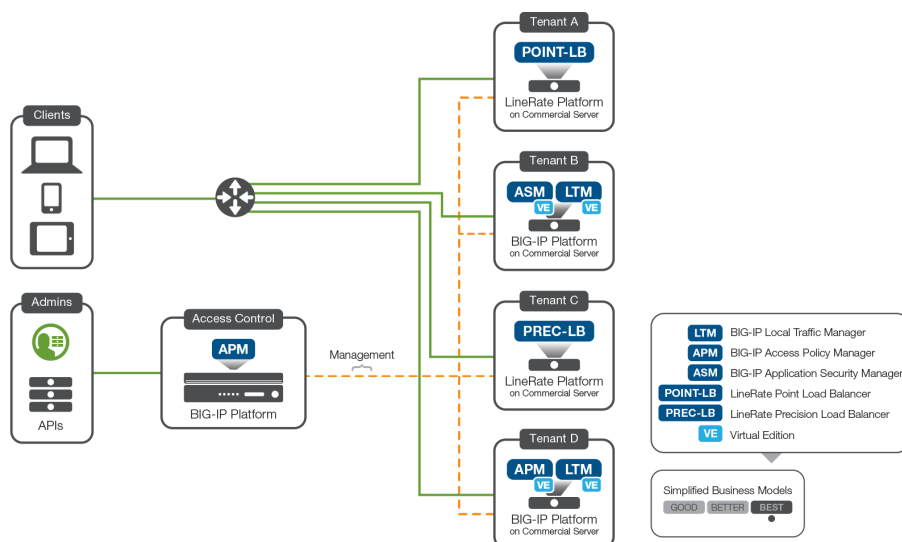 Clients
Admins
APIs
Access Control
APM
BIG-IP Platform
Management
Tenant A
POINT-LB
LineRate Platform
on Commercial Server
Tenant B
ASM LTM
VE VE
BIG-IP Platform
on Commercial Server
Tenant C
PREC-LB
LineRate Platform
on Commercial Server
Tenant D
APM LTM
VE VE
BIG-IP Platform
on Commercial Server
LTM BIG-IP Local Traffic Manager
APM BIG-IP Access Policy Manager
ASM BIG-IP Application Security Manager
POINT-LB LineRate Point Load Balancer
PREC-LB LineRate Precision Load Balancer
VE Virtual Edition
Simplified Business Models
GOOD BETTER BEST